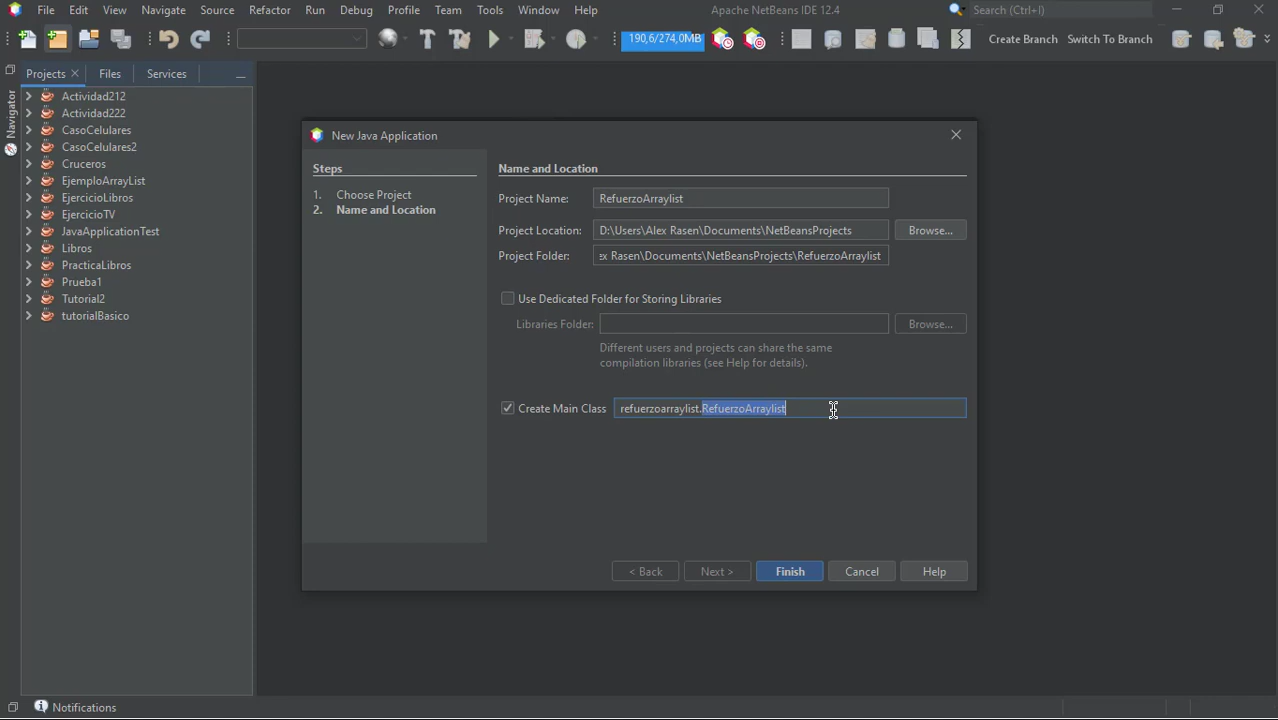 File Edit View Navigate Source Refactor Run Debug Profile Team Tools Window Help Apache NetBeans IDE 12.4 Search (Ctrl+I)
190,6/274,0MB Create Branch Switch To Branch
Projects Files Services
Navigator
Actividad212
Actividad222
CasoCelulares
CasoCelulares2
Cruceros
EjemploArrayList
EjercicioLibros
EjercicioTV
JavaApplicationTest
Libros
PracticaLibros
Prueba1
Tutorial2
tutorialBasico
New Java Application
Steps
1. Choose Project
2. Name and Location
Name and Location
Project Name: RefuerzoArraylist
Project Location: D:\Users\Alex Rasen\Documents\NetBeansProjects Browse...
Project Folder: ex Rasen\Documents\NetBeansProjects\RefuerzoArraylist
Use Dedicated Folder for Storing Libraries
Libraries Folder: Browse...
Different users and projects can share the same
compilation libraries (see Help for details).
Create Main Class refuerzoarraylist.RefuerzoArraylist
< Back Next > Finish Cancel Help
Notifications